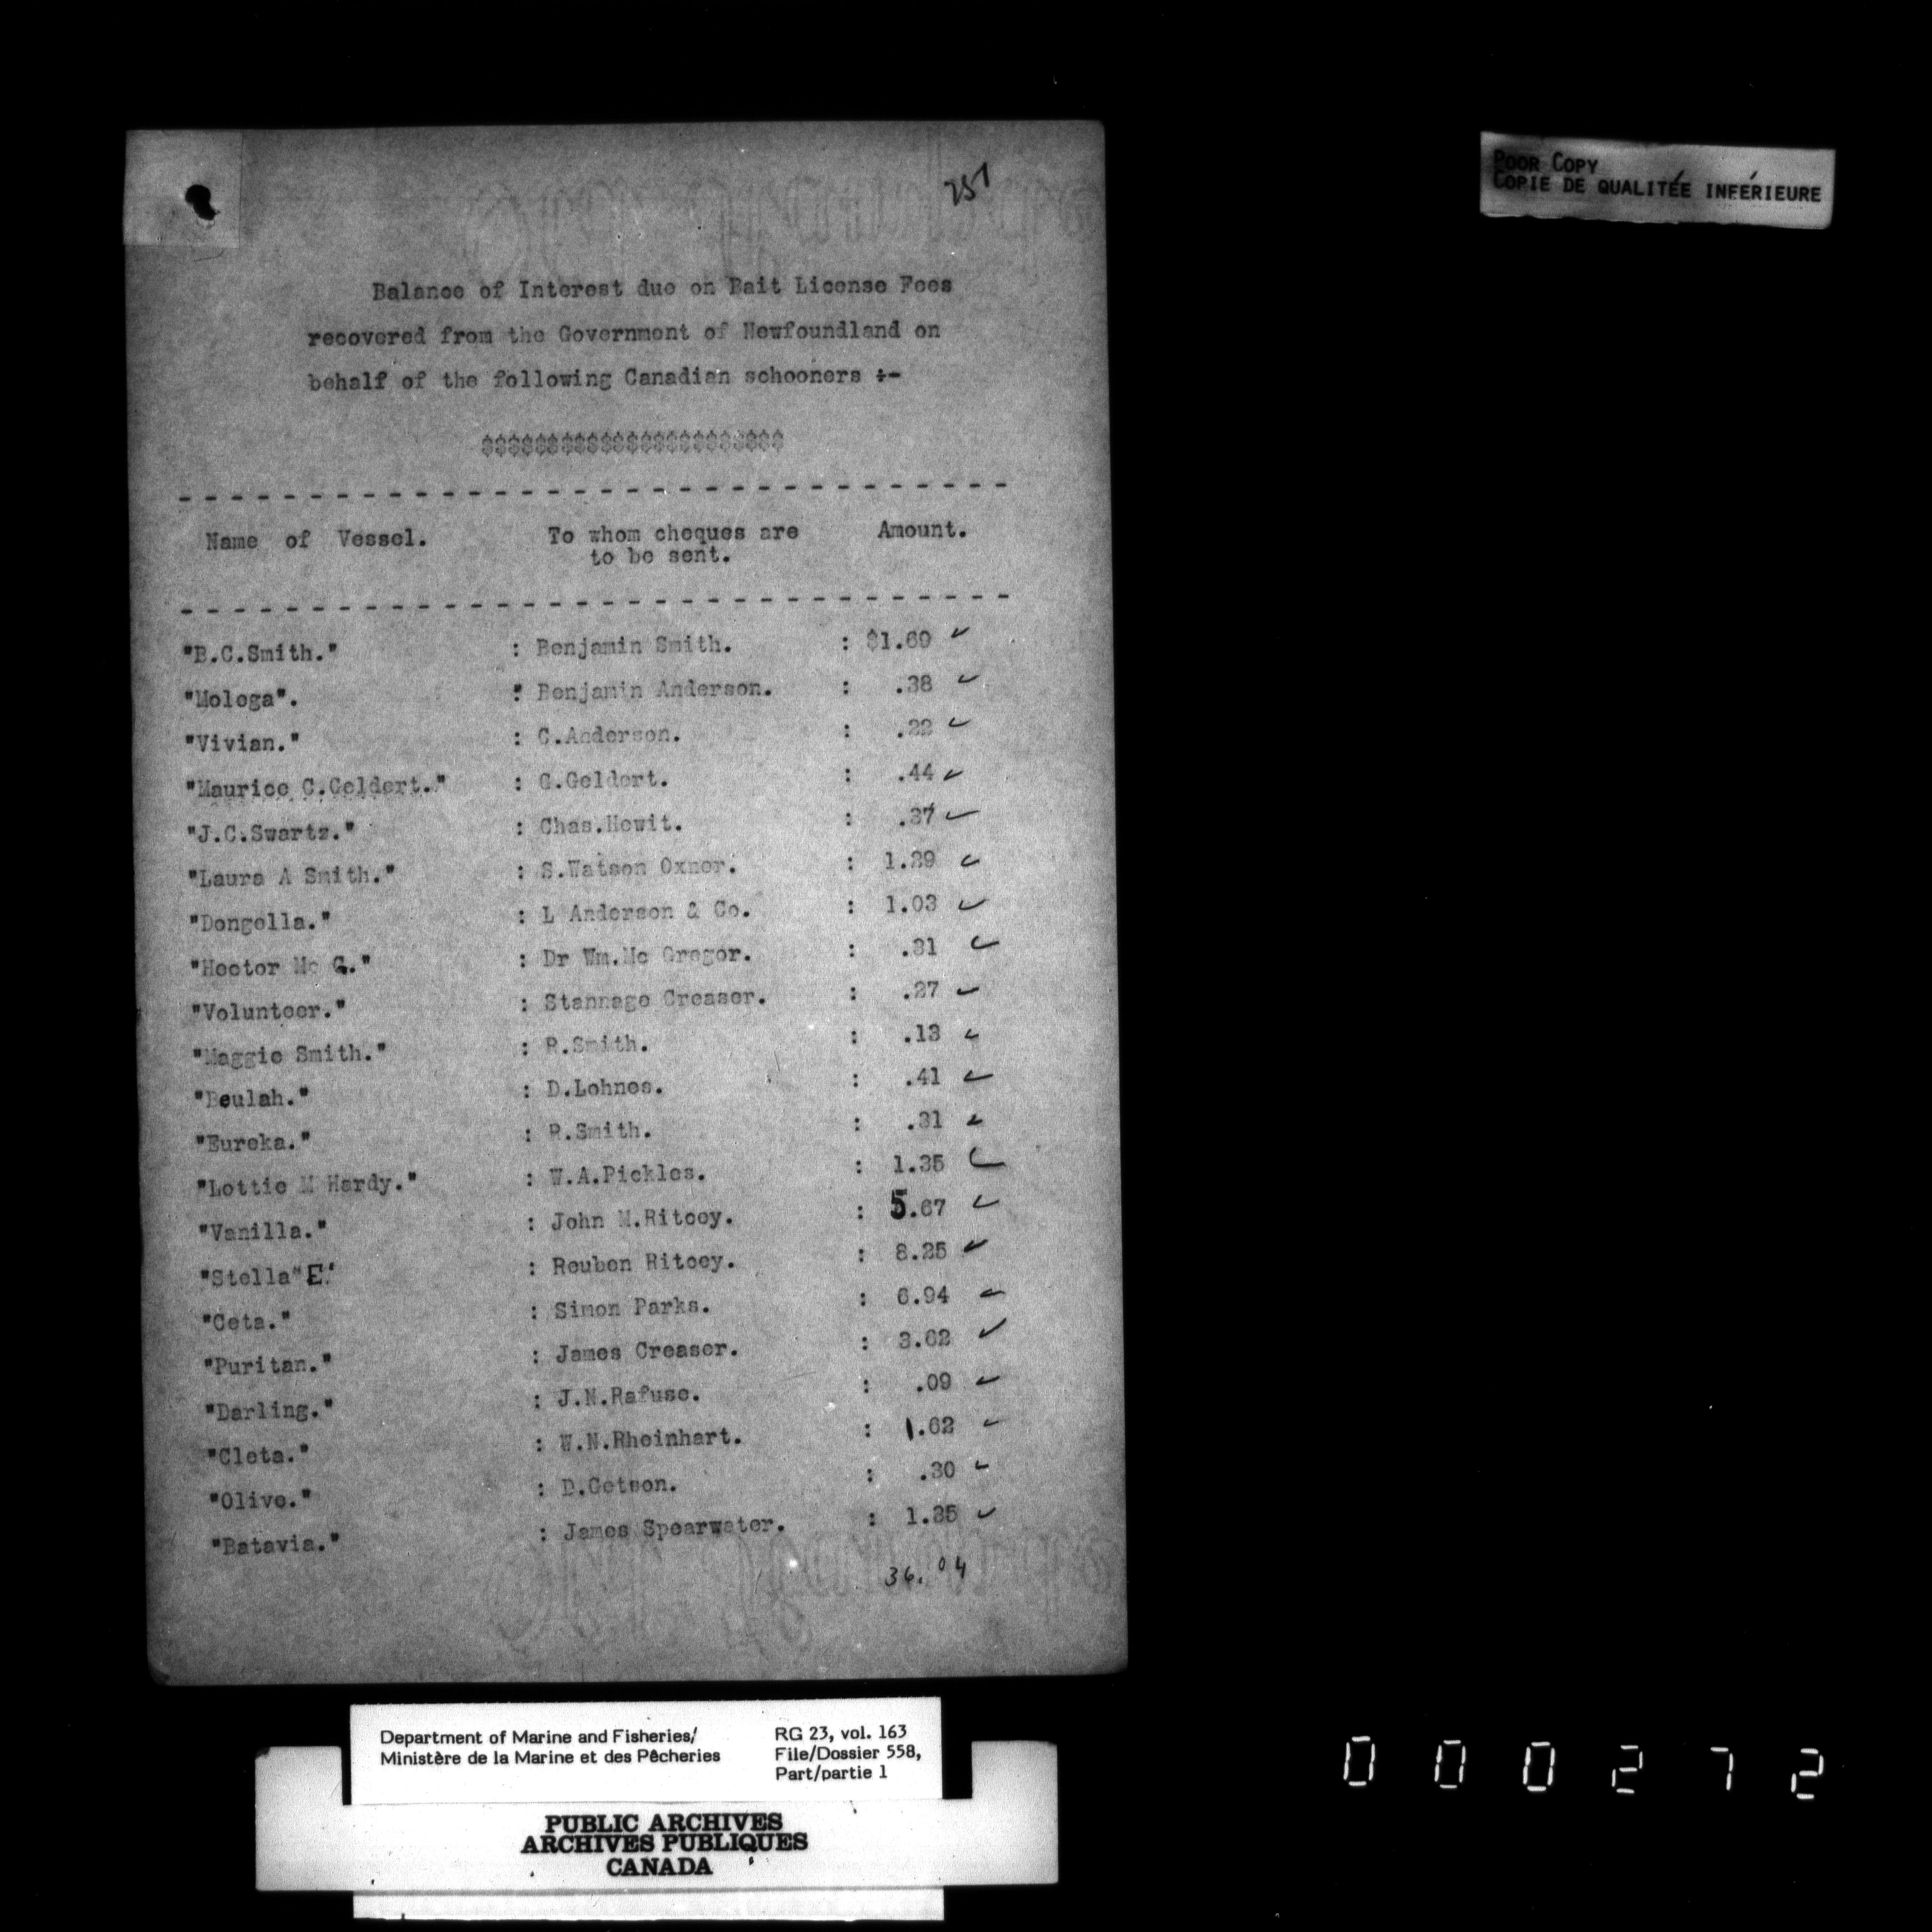 251
Balance of Interest due on Bait License Fees
recovered from the Government of Newfoundland on
behalf of the following Canadian schooners :-
$$$$$$$$$$$$$$$$$$$$$$$
Name of Vessel. To whom cheques are to be sent. Amount.
"B.C.Smith." : Benjamin Smith. : $1.69
"Mologa". : Benjamin Anderson. : .38
"Vivian." : C.Anderson. : .22
"Maurice C.Geldert." : G.Geldert. : .44
"J.C.Swartz." : Chas.Hewit. : .37
"Laura A Smith." : S.Watson Oxner. : 1.29
"Dongella." : L Anderson & Co. : 1.03
"Hector Mc G." : Dr Wm.Mc Gregor. : .31
"Volunteer." : Stannage Creaser. : .27
"Maggie Smith." : R.Smith. : .13
"Beulah." : D.Lohnes. : .41
"Eureka." : R.Smith. : .31
"Lottie M Hardy." : W.A.Pickles. : 1.35
"Vanilla." : John M.Ritcey. : 5.67
"Stella"E." : Reuben Ritcey. : 8.25
"Ceta." : Simon Parks. : 6.94
"Puritan." : James Creaser. : 3.62
"Darling." : J.N.Rafuse. : .09
"Cleta." : W.N.Rheinhart. : 1.62
"Olive." : D.Getson. : .30
"Batavia." : James Spearwater. : 1.35
36.04
POOR COPY
COPIE DE QUALITÉE INFÉRIEURE
Department of Marine and Fisheries/
Ministère de la Marine et des Pêcheries
RG 23, vol. 163
File/Dossier 558,
Part/partie 1
PUBLIC ARCHIVES
ARCHIVES PUBLIQUES
CANADA
000272